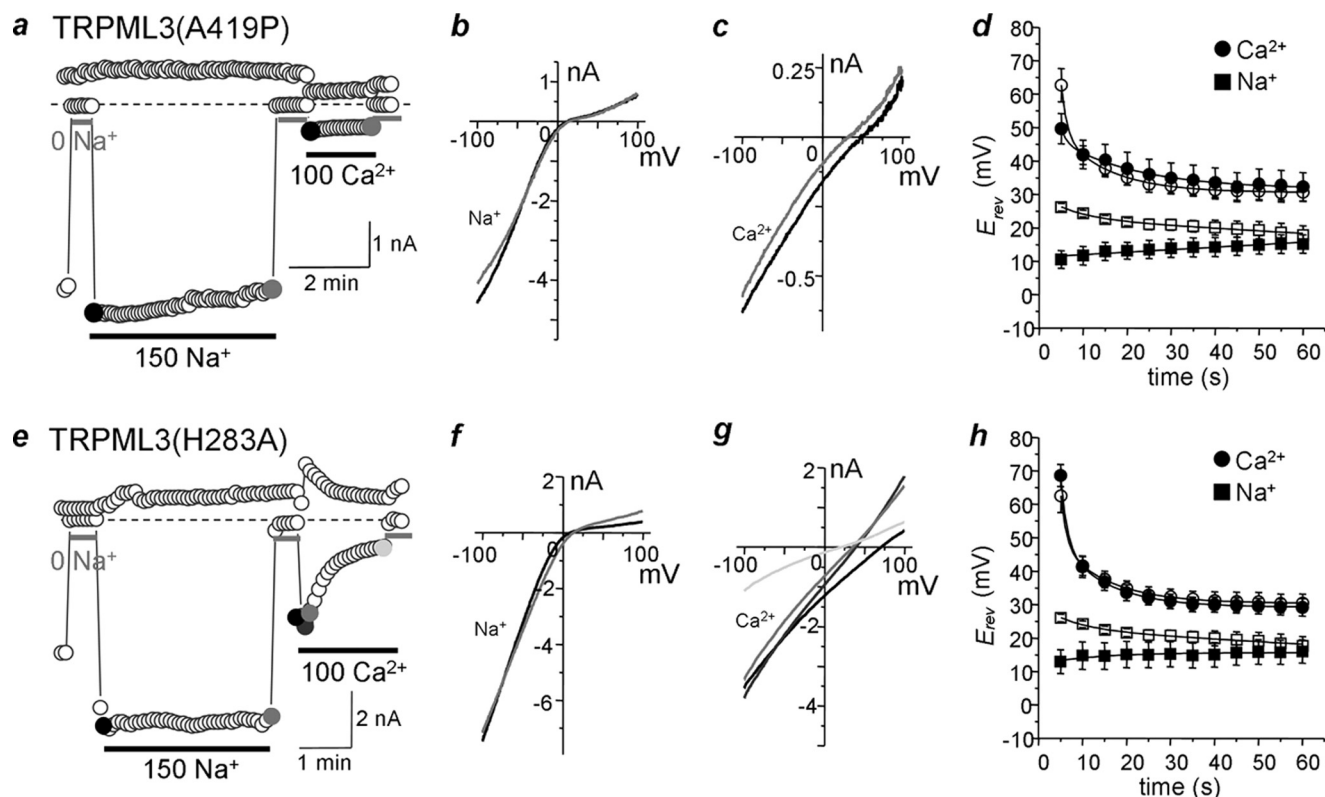 a TRPML3(A419P)
0 Na⁺
100 Ca²⁺
1 nA
2 min
150 Na⁺
b
nA
1
-100
0
100
mV
Na⁺
-2
-4
c
nA
0.25
-100
100
mV
Ca²⁺
-0.5
d
Ca²⁺
Na⁺
80
70
60
50
40
30
20
10
0
-10
Erev (mV)
0 10 20 30 40 50 60
time (s)
e TRPML3(H283A)
0 Na⁺
100 Ca²⁺
2 nA
1 min
150 Na⁺
f
nA
2
-100
0
100
mV
Na⁺
-2
-4
-6
g
nA
2
-100
0
100
mV
Ca²⁺
-2
-4
h
Ca²⁺
Na⁺
80
70
60
50
40
30
20
10
0
-10
Erev (mV)
0 10 20 30 40 50 60
time (s)